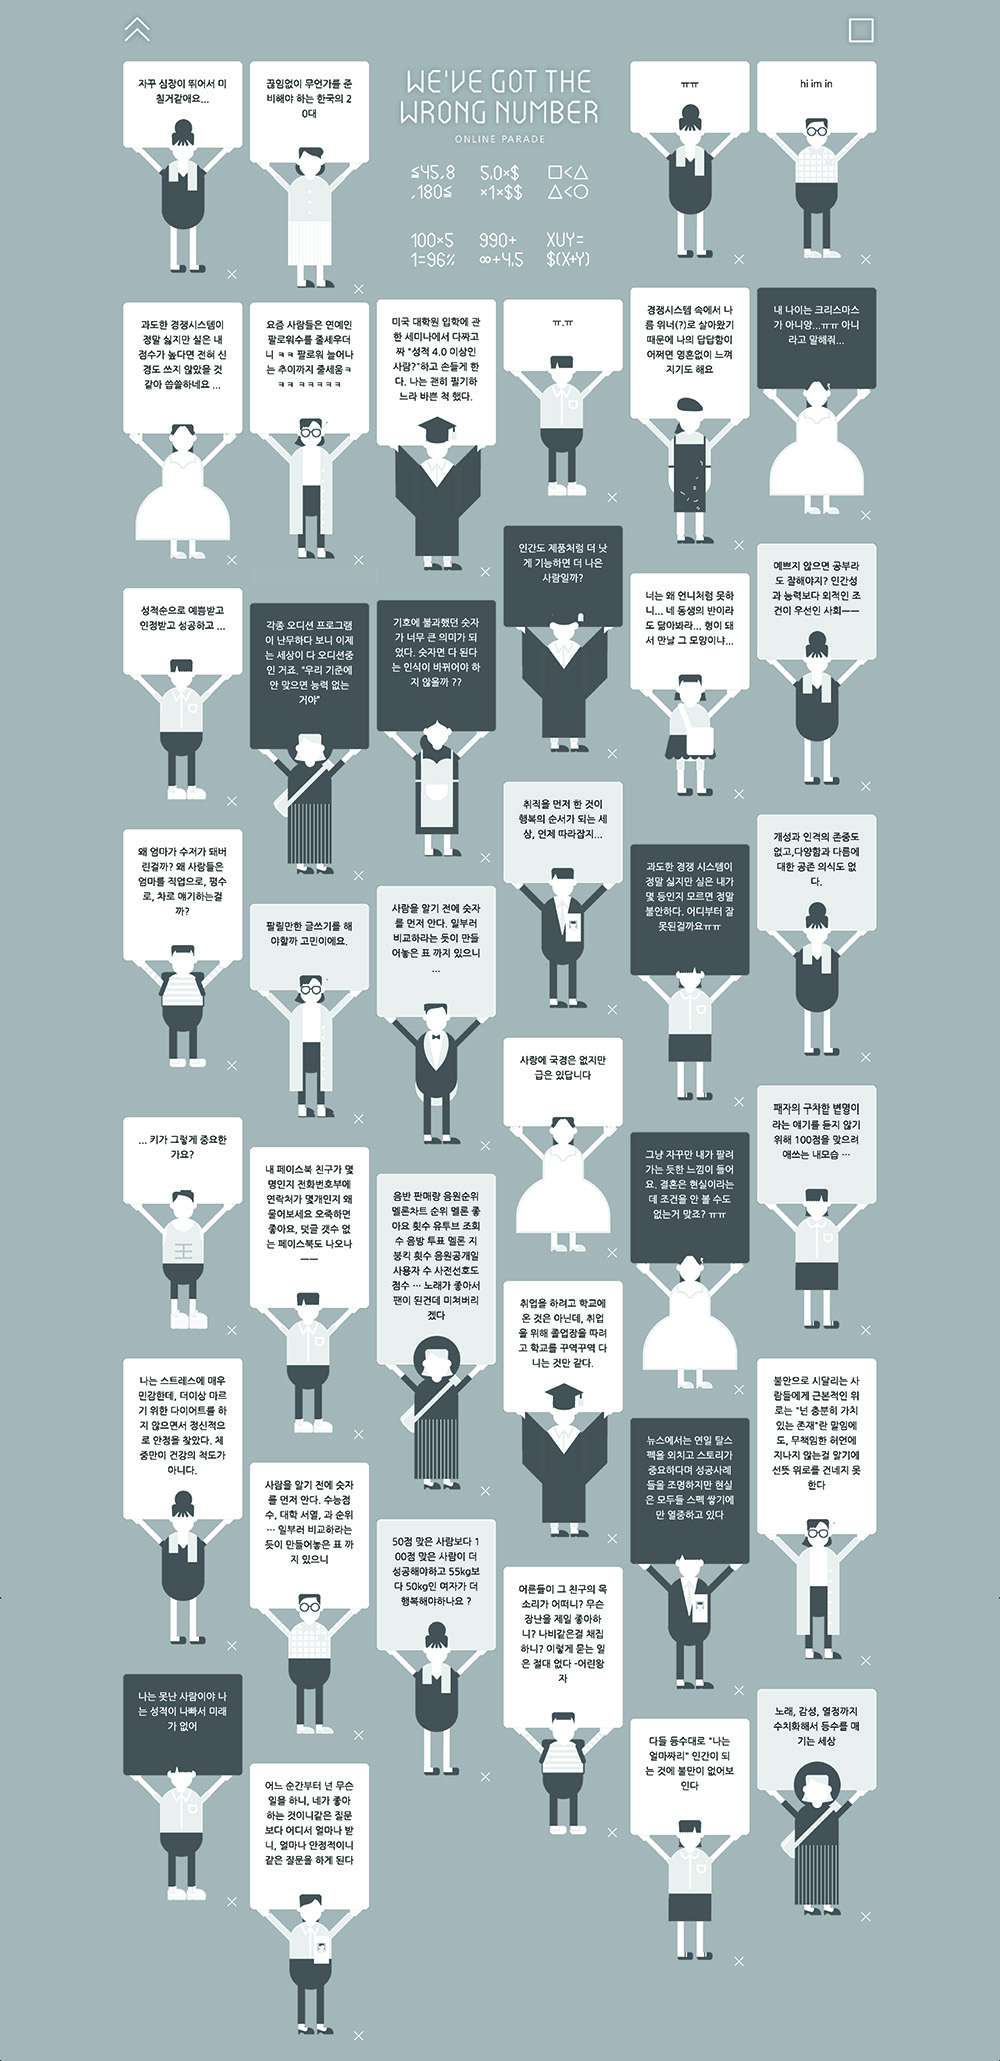 WE'VE GOT THE
WRONG NUMBER
ONLINE PARADE
≦45.8
.180≦
5.0×$
×1×$$
□<△
△<○
100×5
1=96%
990+
∞+4.5
XUY=
$(X+Y)
자꾸 심장이 뛰어서 미
칠거같애요...
끊임없이 무언가를 준
비해야 하는 한국의 2
0대
ㅠㅠ
hi im in
과도한 경쟁시스템이
정말 싫지만 실은 내
점수가 높다면 전혀 신
경도 쓰지 않았을 것
같아 씁쓸하네요 ...
요즘 사람들은 연예인
팔로워수를 줄세우더
니 ㅋㅋ 팔로워 늘어나
는 추이까지 줄세움ㅋ
ㅋㅋ ㅋㅋㅋㅋㅋㅋ
미국 대학원 입학에 관
한 세미나에서 다짜고
짜 "성적 4.0 이상인
사람?"하고 손들게 한
다. 나는 괜히 필기하
느라 바쁜 척 했다.
ㅠ.ㅠ
경쟁시스템 속에서 나
름 위너(?)로 살아왔기
때문에 나의 답답함이
어쩌면 영혼없이 느껴
지기도 해요
내 나이는 크리스마스
가 아니앙...ㅠㅠ 아니
라고 말해줘...
성적순으로 예쁨받고
인정받고 성공하고 ...
각종 오디션 프로그램
이 난무하다 보니 이제
는 세상이 다 오디션중
인 거죠. "우리 기준에
안 맞으면 능력 없는
거야"
기호에 불과했던 숫자
가 너무 큰 의미가 되
었다. 숫자면 다 된다
는 인식이 바뀌어야 하
지 않을까 ??
인간도 제품처럼 더 낫
게 기능하면 더 나은
사람일까?
너는 왜 언니처럼 못하
니... 네 동생의 반이라
도 닮아봐라... 형이 돼
서 만날 그 모양이냐...
예쁘지 않으면 공부라
도 잘해야지? 인간성
과 능력보다 외적인 조
건이 우선인 사회ㅡㅡ
왜 엄마가 수저가 돼버
린걸까? 왜 사람들은
엄마를 직업으로, 평수
로, 차로 얘기하는걸
까?
팔릴만한 글쓰기를 해
야할까 고민이에요.
사람을 알기 전에 숫자
를 먼저 안다. 일부러
비교하라는 듯이 만들
어놓은 표 까지 있으니
...
취직을 먼저 한 것이
행복의 순서가 되는 세
상, 언제 따라잡지...
과도한 경쟁 시스템이
정말 싫지만 실은 내가
몇 등인지 모르면 정말
불안하다. 어디부터 잘
못된걸까요ㅠㅠ
개성과 인격의 존중도
없고,다양함과 다름에
대한 공존 의식도 없
다.
... 키가 그렇게 중요한
가요?
내 페이스북 친구가 몇
명인지 전화번호부에
연락처가 몇개인지 왜
물어보세요 오죽하면
좋아요, 덧글 갯수 없
는 페이스북도 나오나
ㅡㅡ
음반 판매량 음원순위
멜론차트 순위 멜론 좋
아요 횟수 유투브 조회
수 음방 투표 멜론 지
붕킥 횟수 음원공개일
사용자 수 사전선호도
점수 … 노래가 좋아서
팬이 된건데 미쳐버리
겠다
사랑에 국경은 없지만
급은 있답니다
그냥 자꾸만 내가 팔려
가는 듯한 느낌이 들어
요. 결혼은 현실이라는
데 조건을 안 볼 수도
없는거 맞죠? ㅠㅠ
패자의 구차한 변명이
라는 얘기를 듣지 않기
위해 100점을 맞으려
애쓰는 내모습 …
나는 스트레스에 매우
민감한데, 더이상 마르
기 위한 다이어트를 하
지 않으면서 정신적으
로 안정을 찾았다. 체
중만이 건강의 척도가
아니다.
사람을 알기 전에 숫자
를 먼저 안다. 수능점
수, 대학 서열, 과 순위
… 일부러 비교하라는
듯이 만들어놓은 표 까
지 있으니
50점 맞은 사람보다 1
00점 맞은 사람이 더
성공해야하고 55kg보
다 50kg인 여자가 더
행복해야하나요 ?
취업을 하려고 학교에
온 것은 아닌데, 취업
을 위해 졸업장을 따려
고 학교를 꾸역꾸역 다
니는 것만 같다.
뉴스에서는 연일 탈스
펙을 외치고 스토리가
중요하다며 성공사례
들을 조명하지만 현실
은 모두들 스펙 쌓기에
만 열중하고 있다
불안으로 시달리는 사
람들에게 근본적인 위
로는 "넌 충분히 가치
있는 존재"란 말임에
도, 무책임한 허언에
지나지 않는걸 알기에
선뜻 위로를 건네지 못
한다
나는 못난 사람이야 나
는 성적이 나빠서 미래
가 없어
어느 순간부터 넌 무슨
일을 하니, 네가 좋아
하는 것이니같은 질문
보다 어디서 얼마나 받
니, 얼마나 안정적이니
같은 질문을 하게 된다
어른들이 그 친구의 목
소리가 어떠니? 무슨
장난을 제일 좋아하
니? 나비같은걸 채집
하니? 이렇게 묻는 일
은 절대 없다 -어린왕
자
다들 등수대로 "나는
얼마짜리" 인간이 되
는 것에 불만이 없어보
인다
노래, 감성, 열정까지
수치화해서 등수를 매
기는 세상